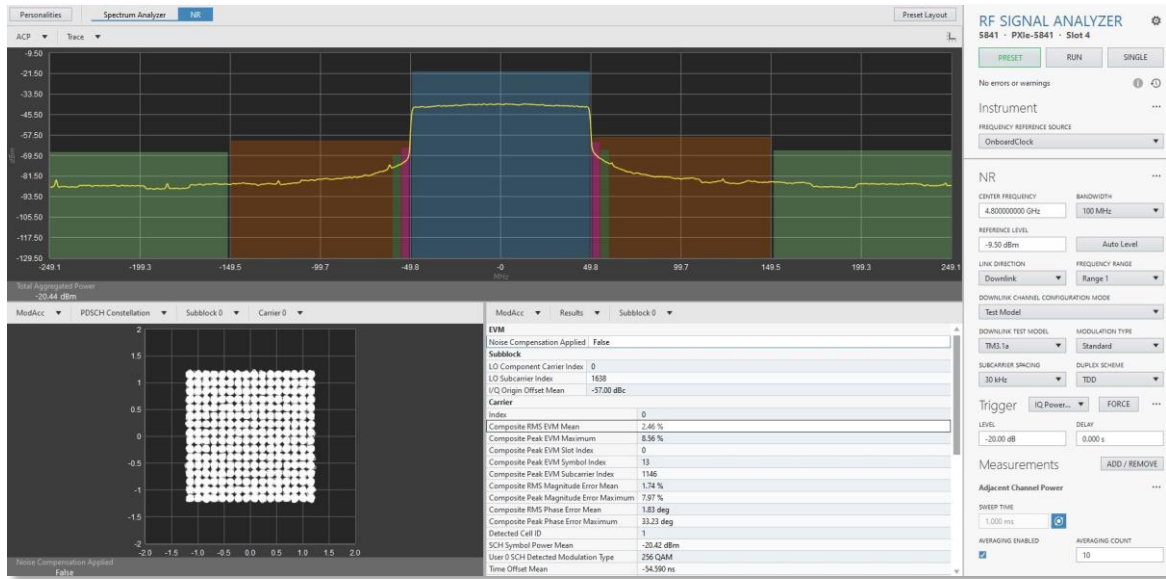 Personalities Spectrum Analyzer NR Preset Layout
ACP Trace
-9.50
-21.50
-33.50
-45.50
-57.50
-69.50
-81.50
-93.50
-105.50
-117.50
-129.50
dBm
-249.1 -199.3 -149.5 -99.7 -49.8 -0 49.8 99.7 149.5 199.3 249.1
MHz
Total Aggregated Power
-20.44 dBm
ModAcc PDSCH Constellation Subblock 0 Carrier 0
2
1.5
1
0.5
0
-0.5
-1
-1.5
-2
-2.0 -1.5 -1.0 -0.5 0.0 0.5 1.0 1.5 2.0
Noise Compensation Applied
False
ModAcc Results Subblock 0
EVM
Noise Compensation Applied False
Subblock
LO Component Carrier Index 0
LO Subcarrier Index 1638
I/Q Origin Offset Mean -57.00 dBc
Carrier
Index 0
Composite RMS EVM Mean 2.46 %
Composite Peak EVM Maximum 8.56 %
Composite Peak EVM Slot Index 0
Composite Peak EVM Symbol Index 13
Composite Peak EVM Subcarrier Index 1146
Composite RMS Magnitude Error Mean 1.74 %
Composite Peak Magnitude Error Maximum 7.97 %
Composite RMS Phase Error Mean 1.83 deg
Composite Peak Phase Error Maximum 33.23 deg
Detected Cell ID 1
SCH Symbol Power Mean -20.42 dBm
User 0 SCH Detected Modulation Type 256 QAM
Time Offset Mean -54.590 ns
RF SIGNAL ANALYZER
5841 · PXIe-5841 · Slot 4
PRESET RUN SINGLE
No errors or warnings
Instrument
FREQUENCY REFERENCE SOURCE
OnboardClock
NR
CENTER FREQUENCY BANDWIDTH
4.800000000 GHz 100 MHz
REFERENCE LEVEL
-9.50 dBm Auto Level
LINK DIRECTION FREQUENCY RANGE
Downlink Range 1
DOWNLINK CHANNEL CONFIGURATION MODE
Test Model
DOWNLINK TEST MODEL MODULATION TYPE
TM3.1a Standard
SUBCARRIER SPACING DUPLEX SCHEME
30 kHz TDD
Trigger IQ Power... FORCE
LEVEL DELAY
-20.00 dB 0.000 s
Measurements ADD / REMOVE
Adjacent Channel Power
SWEEP TIME
1.000 ms
AVERAGING ENABLED AVERAGING COUNT
10